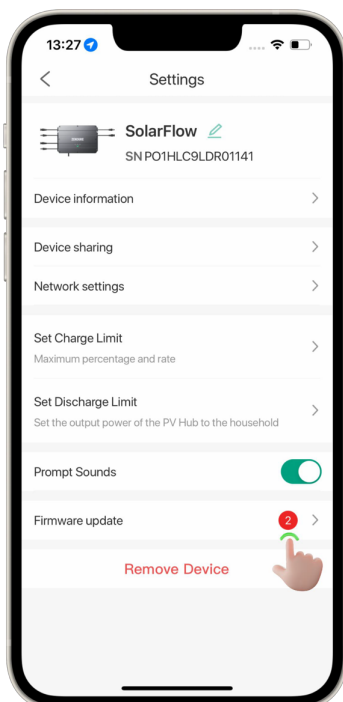 13:27
Settings
SolarFlow
SN PO1HLC9LDR01141
Device information
Device sharing
Network settings
Set Charge Limit
Maximum percentage and rate
Set Discharge Limit
Set the output power of the PV Hub to the household
Prompt Sounds
Firmware update 2
Remove Device